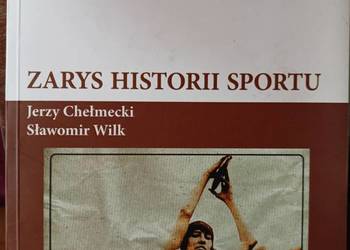 ZARYS HISTORII SPORTU
Jerzy Chełmecki
Sławomir Wilk